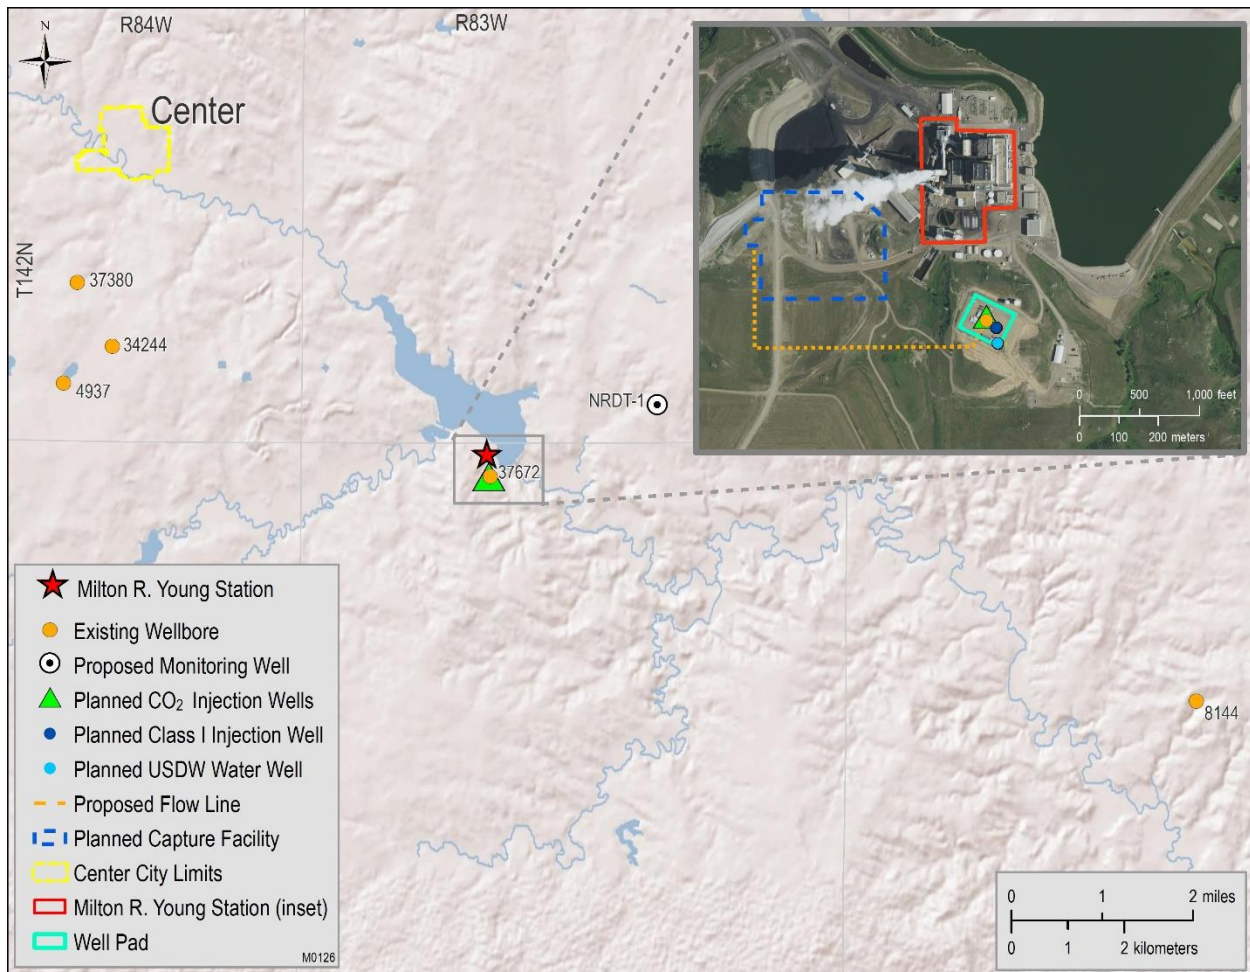 R84W
R83W
N
Center
T142N
37380
34244
4937
NRDT-1
37672
8144
0 500 1,000 feet
0 100 200 meters
Milton R. Young Station
Existing Wellbore
Proposed Monitoring Well
Planned CO₂ Injection Wells
Planned Class I Injection Well
Planned USDW Water Well
Proposed Flow Line
Planned Capture Facility
Center City Limits
Milton R. Young Station (inset)
Well Pad
M0126
0 1 2 miles
0 1 2 kilometers